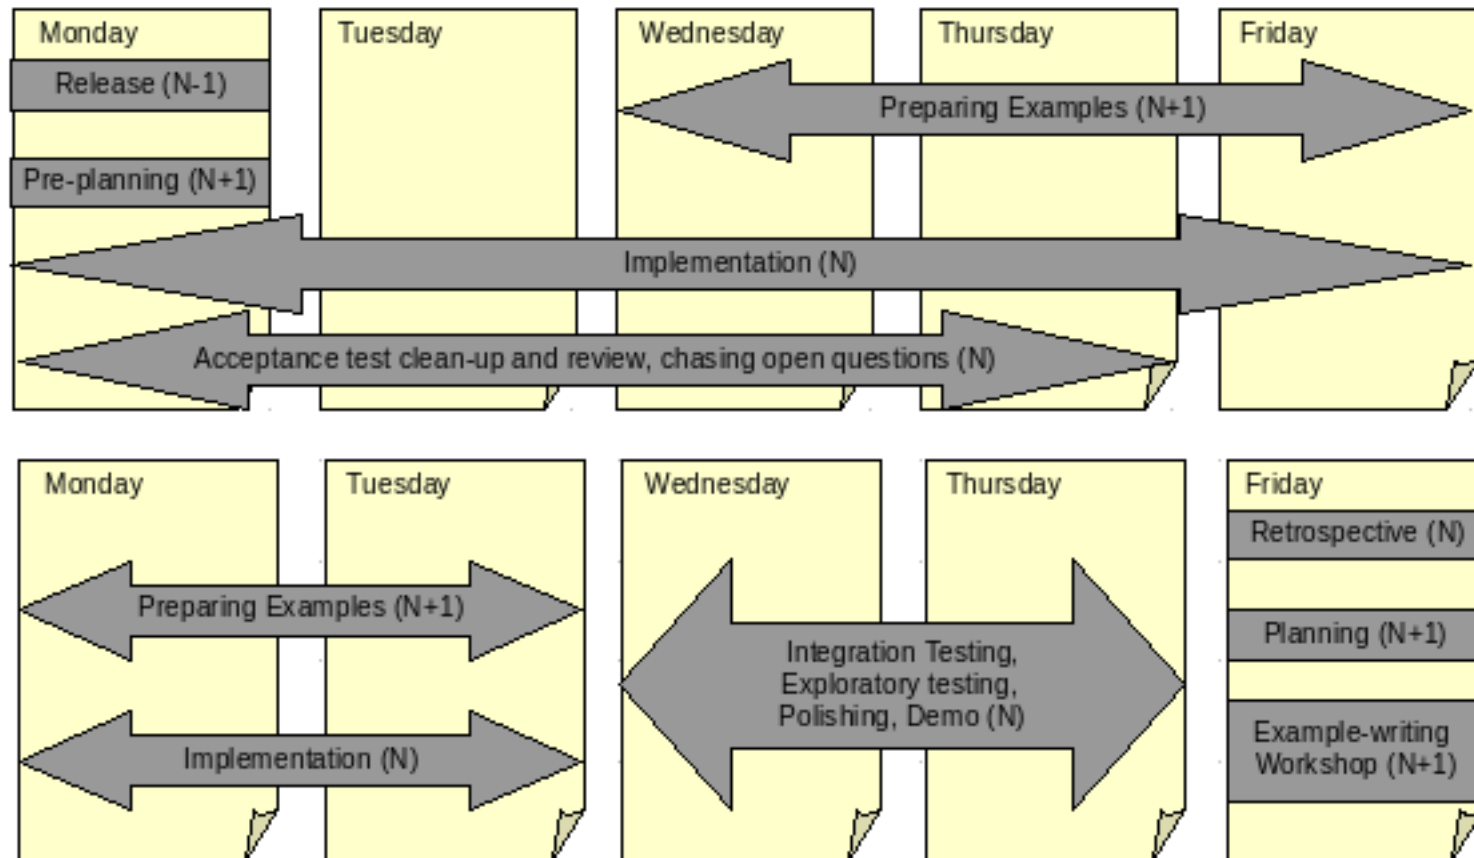 Monday
Tuesday
Wednesday
Thursday
Friday
Release (N-1)
Preparing Examples (N+1)
Pre-planning (N+1)
Implementation (N)
Acceptance test clean-up and review, chasing open questions (N)
Monday
Tuesday
Wednesday
Thursday
Friday
Retrospective (N)
Preparing Examples (N+1)
Planning (N+1)
Integration Testing,
Exploratory testing,
Polishing, Demo (N)
Implementation (N)
Example-writing
Workshop (N+1)